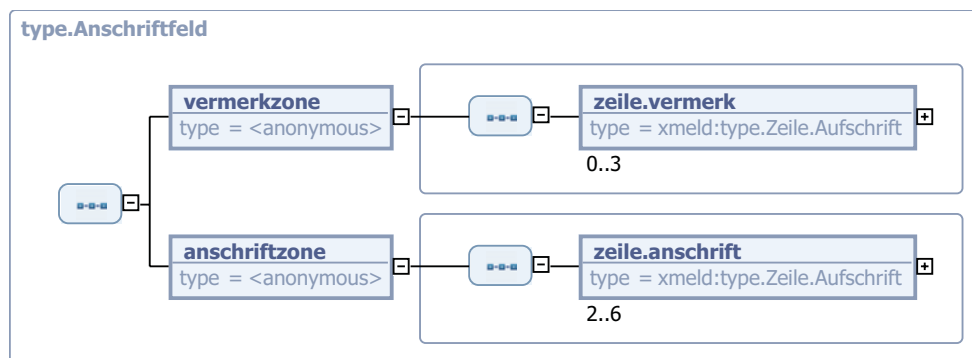 type.Anschriftfeld
vermerkzone
type = <anonymous>
zeile.vermerk
type = xmeld:type.Zeile.Aufschrift
0..3
anschriftzone
type = <anonymous>
zeile.anschrift
type = xmeld:type.Zeile.Aufschrift
2..6